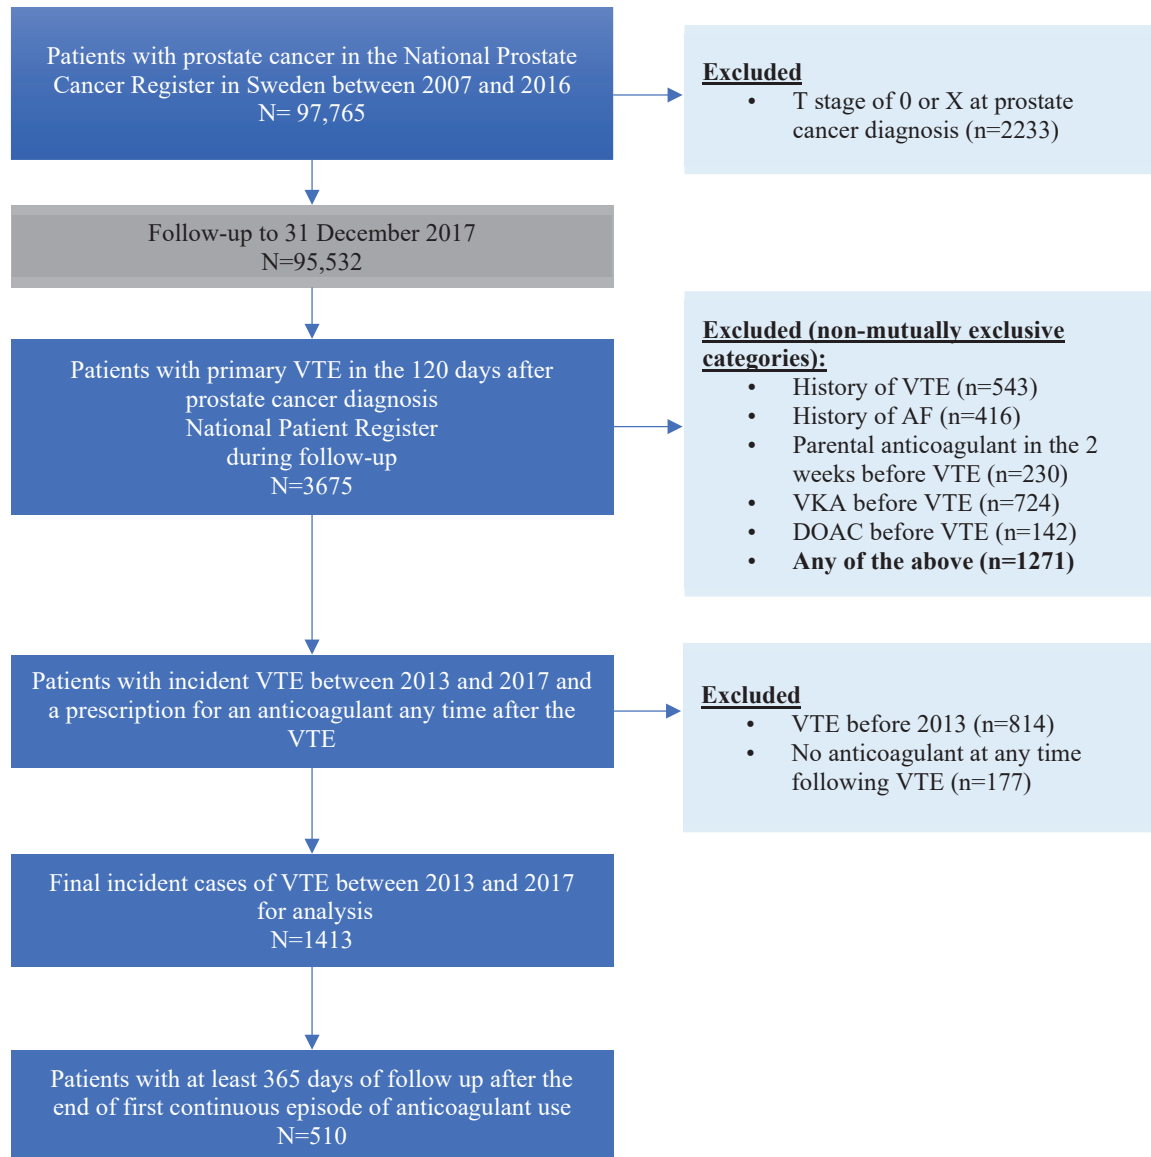 Patients with prostate cancer in the National Prostate
Cancer Register in Sweden between 2007 and 2016
N= 97,765
Excluded
• T stage of 0 or X at prostate
cancer diagnosis (n=2233)
Follow-up to 31 December 2017
N=95,532
Patients with primary VTE in the 120 days after
prostate cancer diagnosis
National Patient Register
during follow-up
N=3675
Excluded (non-mutually exclusive
categories):
• History of VTE (n=543)
• History of AF (n=416)
• Parental anticoagulant in the 2
weeks before VTE (n=230)
• VKA before VTE (n=724)
• DOAC before VTE (n=142)
• Any of the above (n=1271)
Patients with incident VTE between 2013 and 2017 and
a prescription for an anticoagulant any time after the
VTE
Excluded
• VTE before 2013 (n=814)
• No anticoagulant at any time
following VTE (n=177)
Final incident cases of VTE between 2013 and 2017
for analysis
N=1413
Patients with at least 365 days of follow up after the
end of first continuous episode of anticoagulant use
N=510